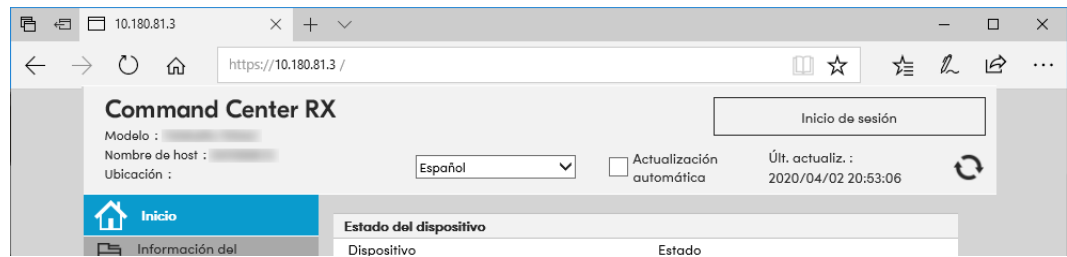 10.180.81.3
https://10.180.81.3 /
Command Center RX
Inicio de sesión
Modelo :
Nombre de host :
Ubicación :
Español
Actualización
automática
Últ. actualiz. :
2020/04/02 20:53:06
Inicio
Estado del dispositivo
Información del
Dispositivo
Estado